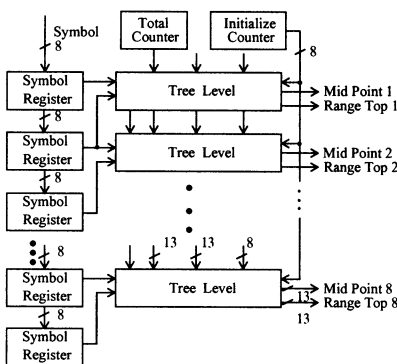 Symbol
8
Total
Counter
Initialize
Counter
8
Symbol
Register
Tree Level
Mid Point 1
Range Top 1
8
Symbol
Register
Tree Level
Mid Point 2
Range Top 2
8
Symbol
Register
8
13
13
8
Symbol
Register
Tree Level
Mid Point 8
13
Range Top 8
13
8
Symbol
Register